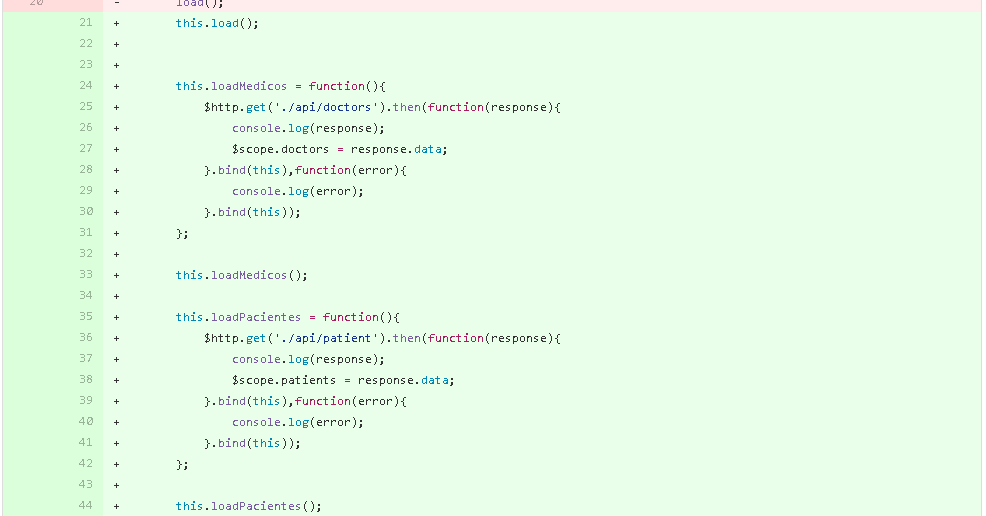 20 - load();
21 + this.load();
22 +
23 +
24 + this.loadMedicos = function(){
25 + $http.get('./api/doctors').then(function(response){
26 + console.log(response);
27 + $scope.doctors = response.data;
28 + }.bind(this),function(error){
29 + console.log(error);
30 + }.bind(this));
31 + };
32 +
33 + this.loadMedicos();
34 +
35 + this.loadPacientes = function(){
36 + $http.get('./api/patient').then(function(response){
37 + console.log(response);
38 + $scope.patients = response.data;
39 + }.bind(this),function(error){
40 + console.log(error);
41 + }.bind(this));
42 + };
43 +
44 + this.loadPacientes();